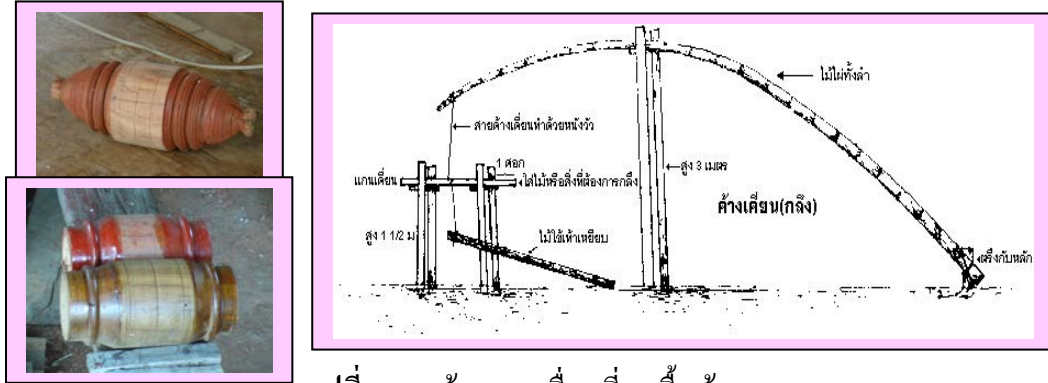 ไม้ไผ่ทั้งลำ
สายค้างเคี่ยนทำด้วยหนังวัว
1 ศอก
สูง 3 เมตร
แกนเคี่ยน
ใส่ไม้หรือสิ่งที่ต้องการกลึง
ค้างเคี่ยน(กลึง)
สูง 1 1/2 ม
ไม้ใช้เท้าเหยียบ
ตรึงกับหลัก